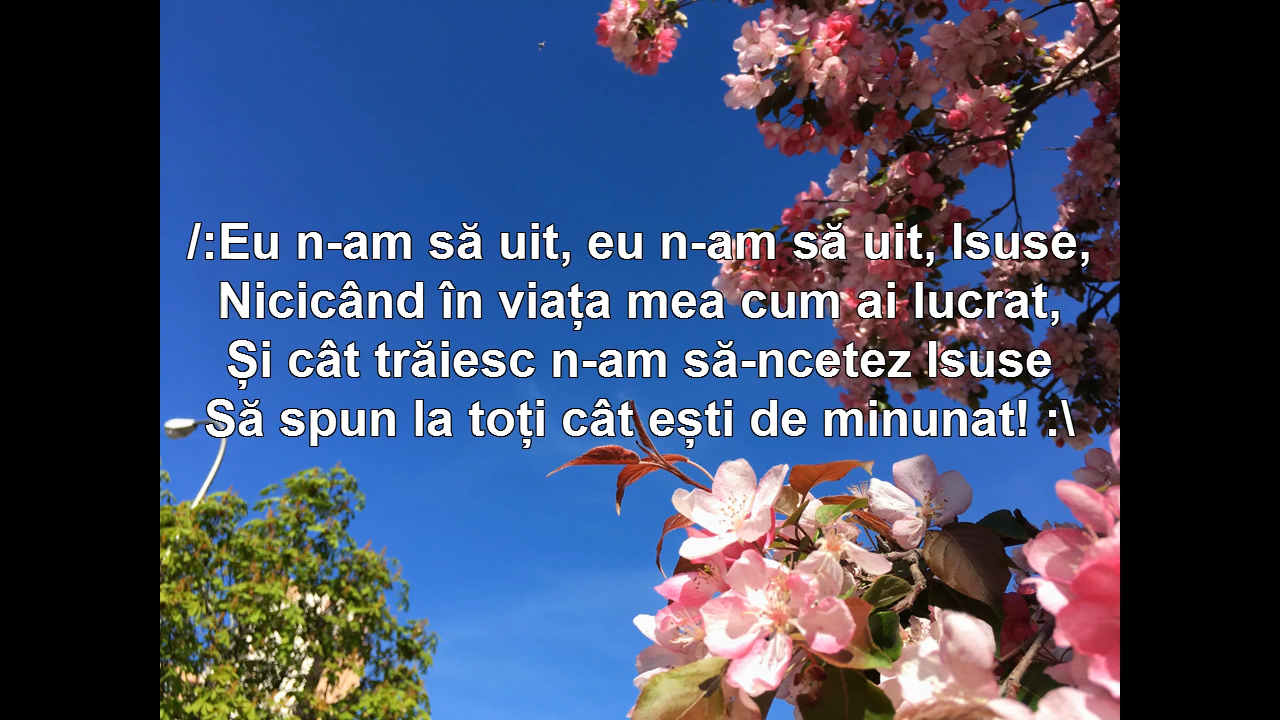 /:Eu n-am să uit, eu n-am să uit, Isuse,
Nicicând în viața mea cum ai lucrat,
Și cât trăiesc n-am să-ncetez Isuse
Să spun la toți cât ești de minunat! :\